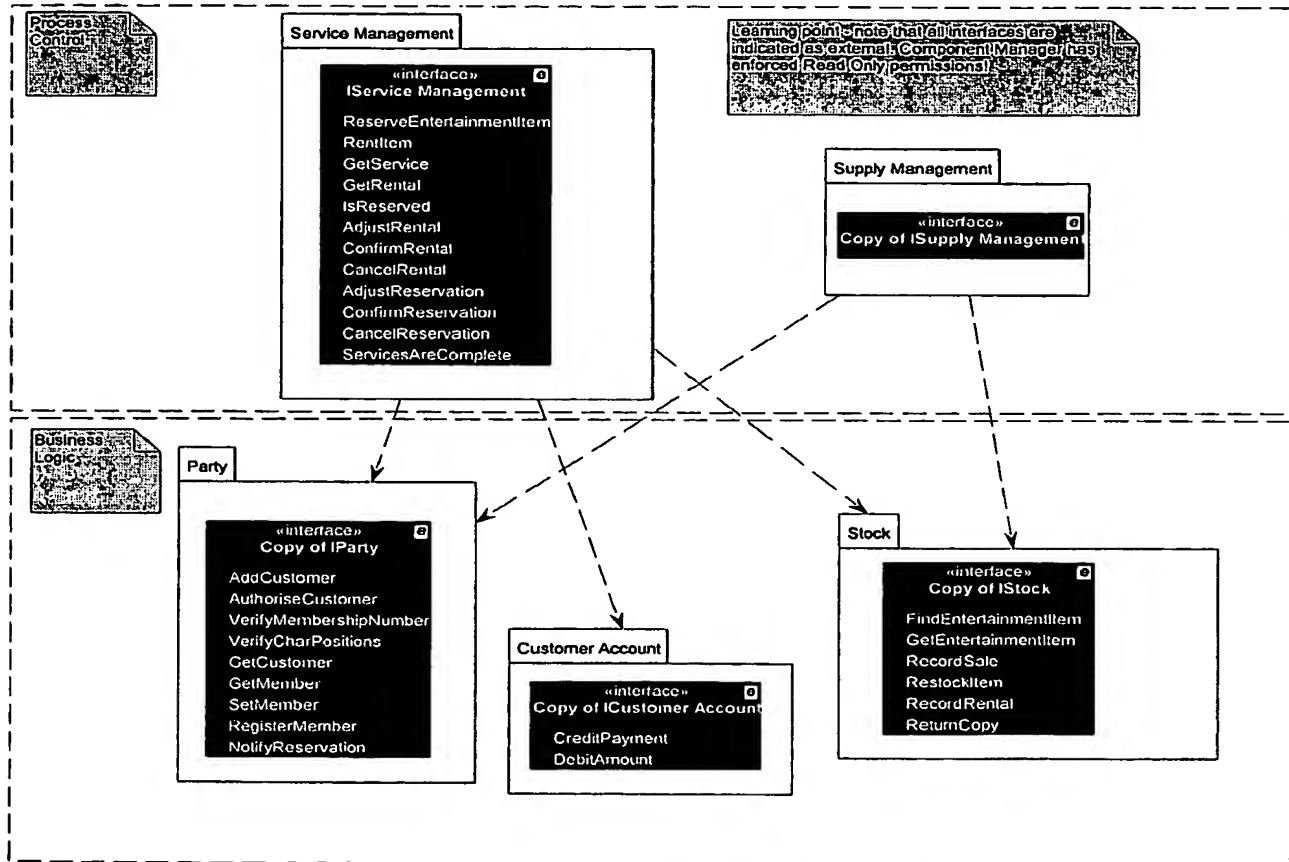 Process
Control
Service Management
«interface» e
IService Management
ReserveEntertainmentItem
RentItem
GetService
GetRental
IsReserved
AdjustRental
ConfirmRental
CancelRental
AdjustReservation
ConfirmReservation
CancelReservation
ServicesAreComplete
Learning point - note that all interfaces are
indicated as external. Component Manager has
enforced Read Only permissions!
Supply Management
«interface» e
Copy of ISupply Management
Business
Logic
Party
«interface» e
Copy of IParty
AddCustomer
AuthoriseCustomer
VerifyMembershipNumber
VerifyCharPositions
GetCustomer
GetMember
SetMember
RegisterMember
NotifyReservation
Customer Account
«interface» e
Copy of ICustomer Account
CreditPayment
DebitAmount
Stock
«interface» e
Copy of IStock
FindEntertainmentItem
GetEntertainmentItem
RecordSale
RestockItem
RecordRental
ReturnCopy